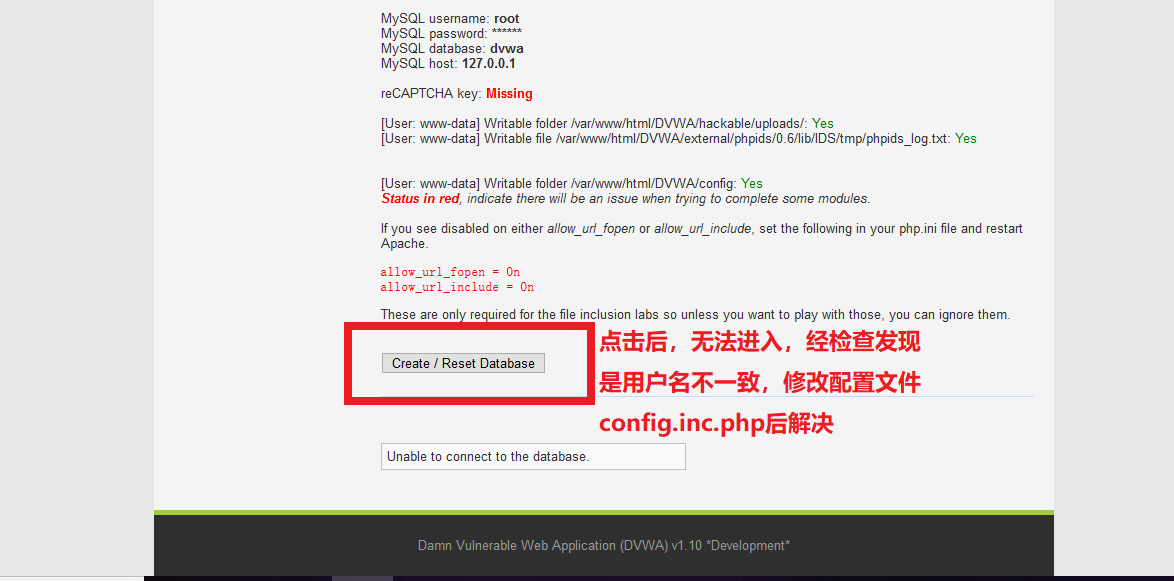 MySQL username: root
MySQL password: ******
MySQL database: dvwa
MySQL host: 127.0.0.1
reCAPTCHA key: Missing
[User: www-data] Writable folder /var/www/html/DVWA/hackable/uploads/: Yes
[User: www-data] Writable file /var/www/html/DVWA/external/phpids/0.6/lib/IDS/tmp/phpids_log.txt: Yes
[User: www-data] Writable folder /var/www/html/DVWA/config: Yes
Status in red, indicate there will be an issue when trying to complete some modules.
If you see disabled on either allow_url_fopen or allow_url_include, set the following in your php.ini file and restart
Apache.
allow_url_fopen = On
allow_url_include = On
These are only required for the file inclusion labs so unless you want to play with those, you can ignore them.
点击后，无法进入，经检查发现
Create / Reset Database
是用户名不一致，修改配置文件
config.inc.php后解决
Unable to connect to the database.
Damn Vulnerable Web Application (DVWA) v1.10 *Development*